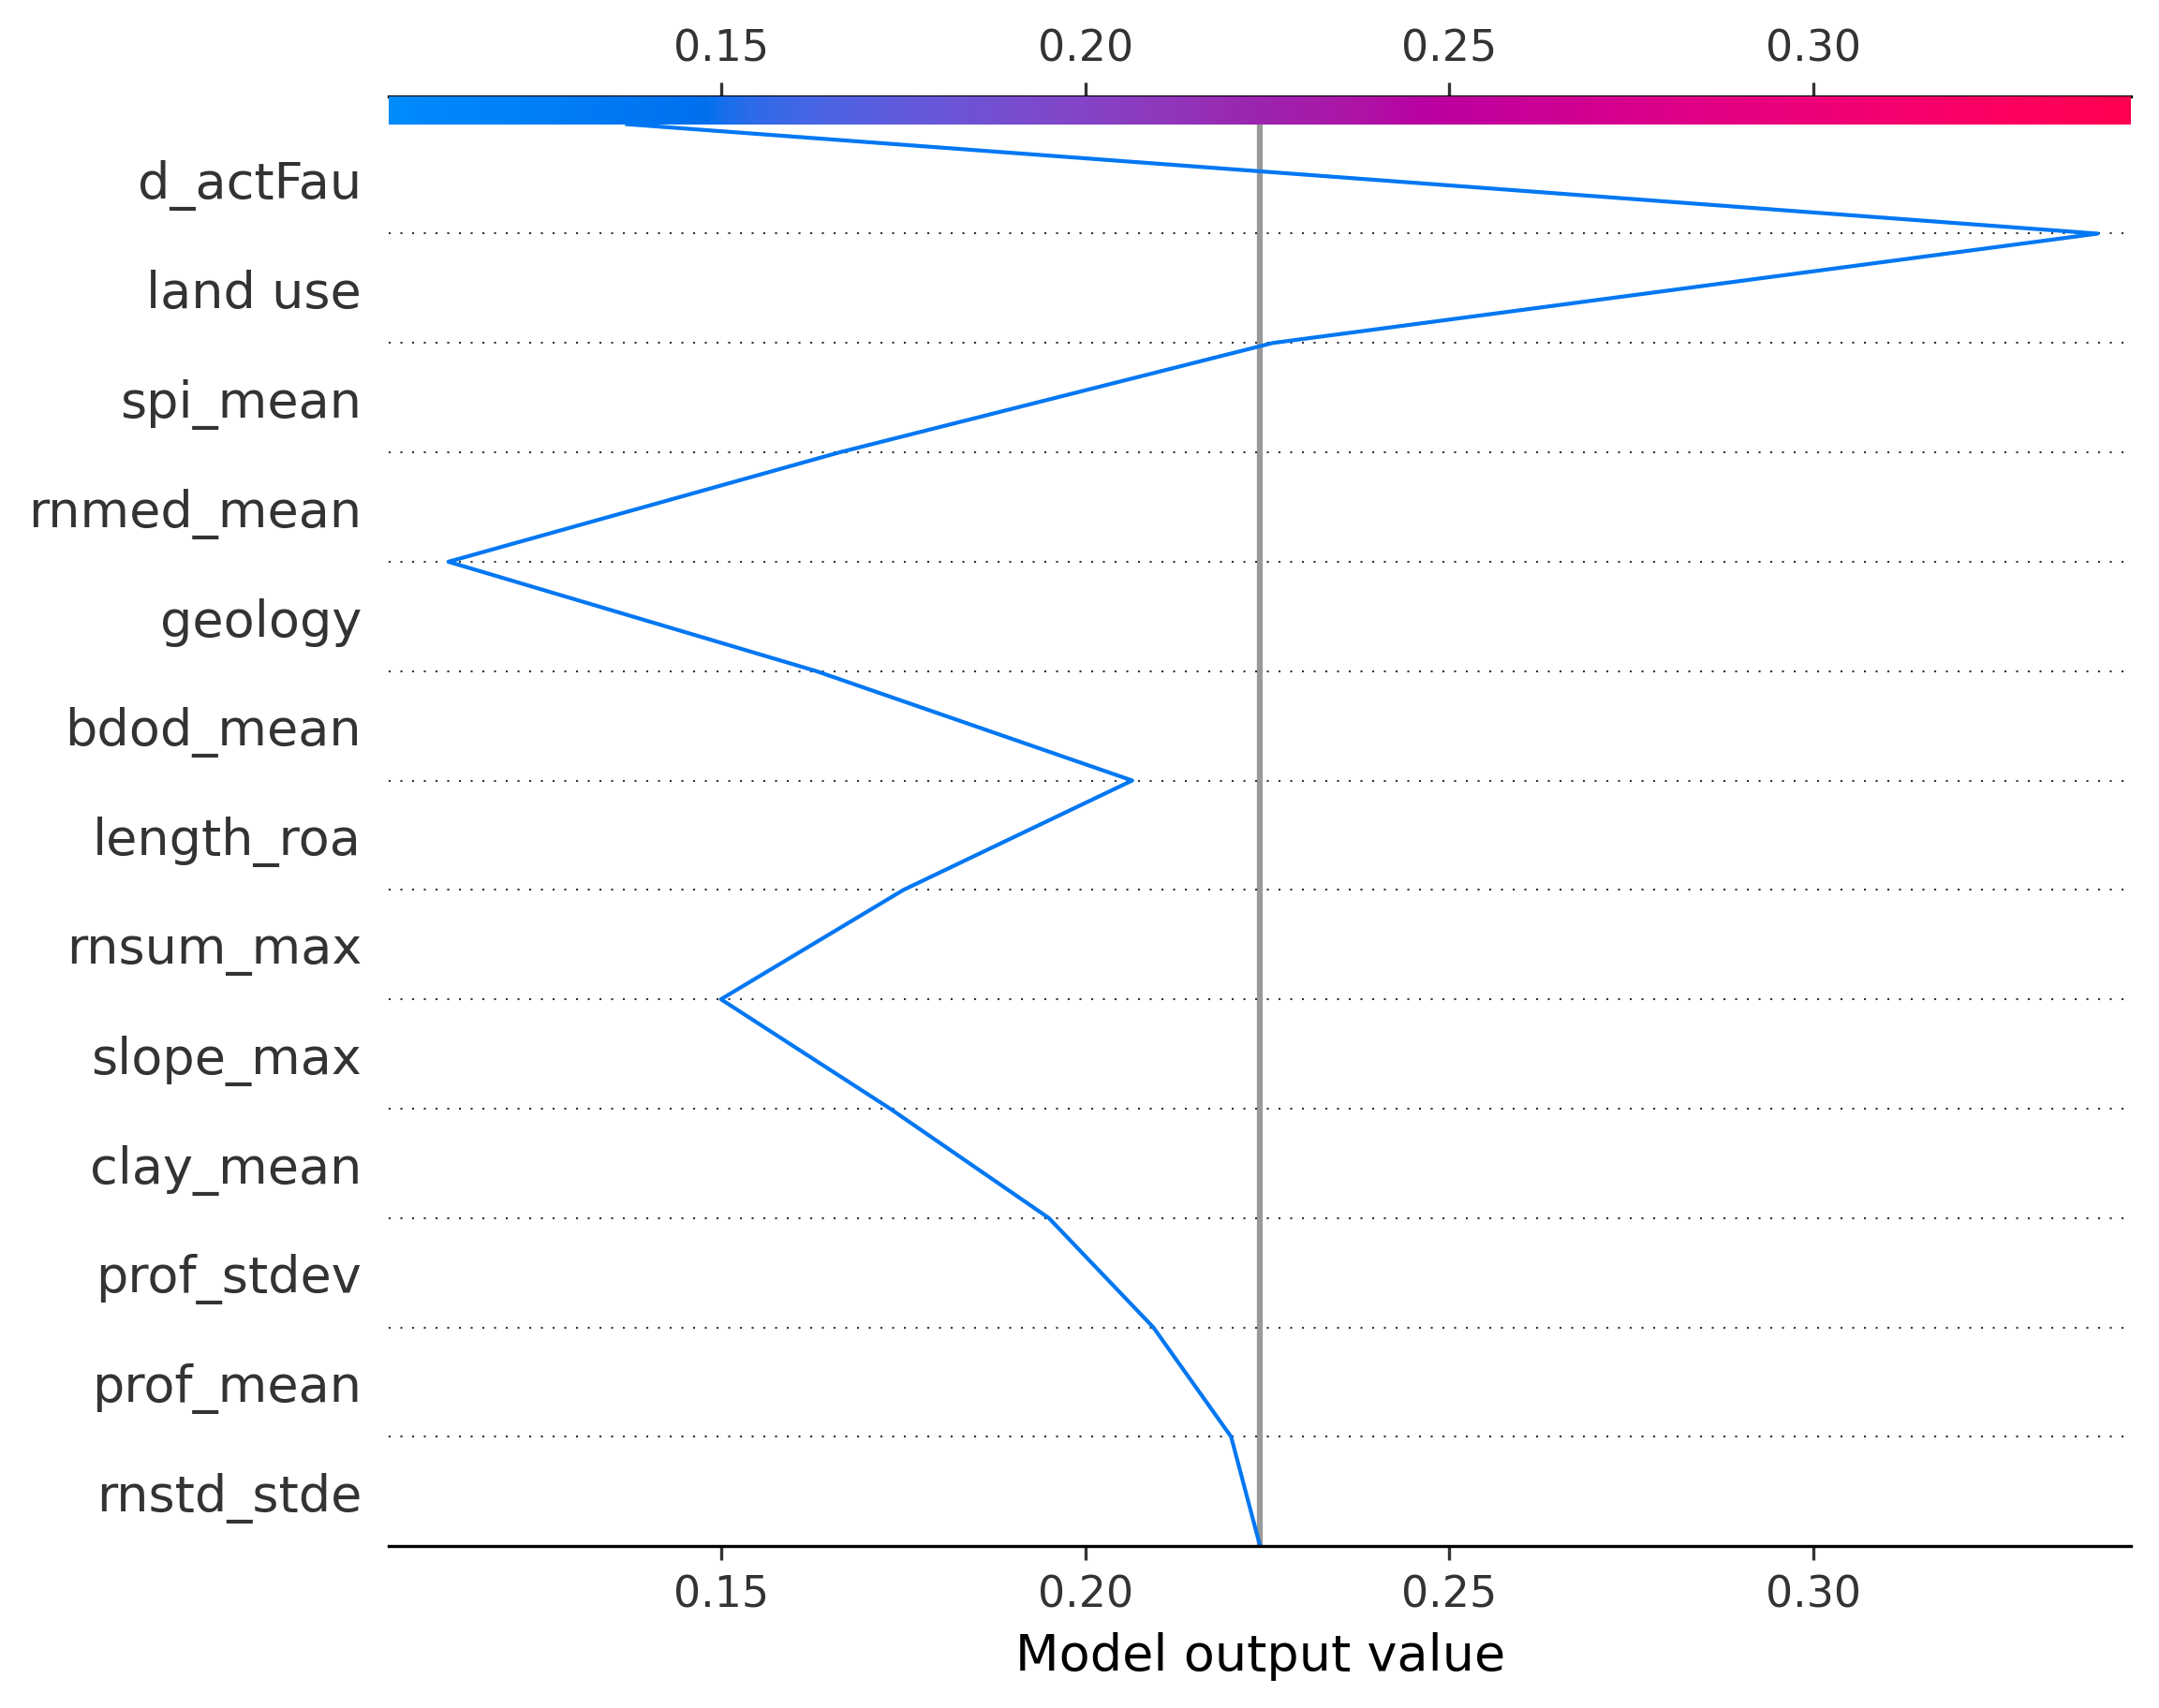 0.15 0.20 0.25 0.30
d_actFau
land use
spi_mean
rnmed_mean
geology
bdod_mean
length_roa
rnsum_max
slope_max
clay_mean
prof_stdev
prof_mean
rnstd_stde
0.15 0.20 0.25 0.30
Model output value